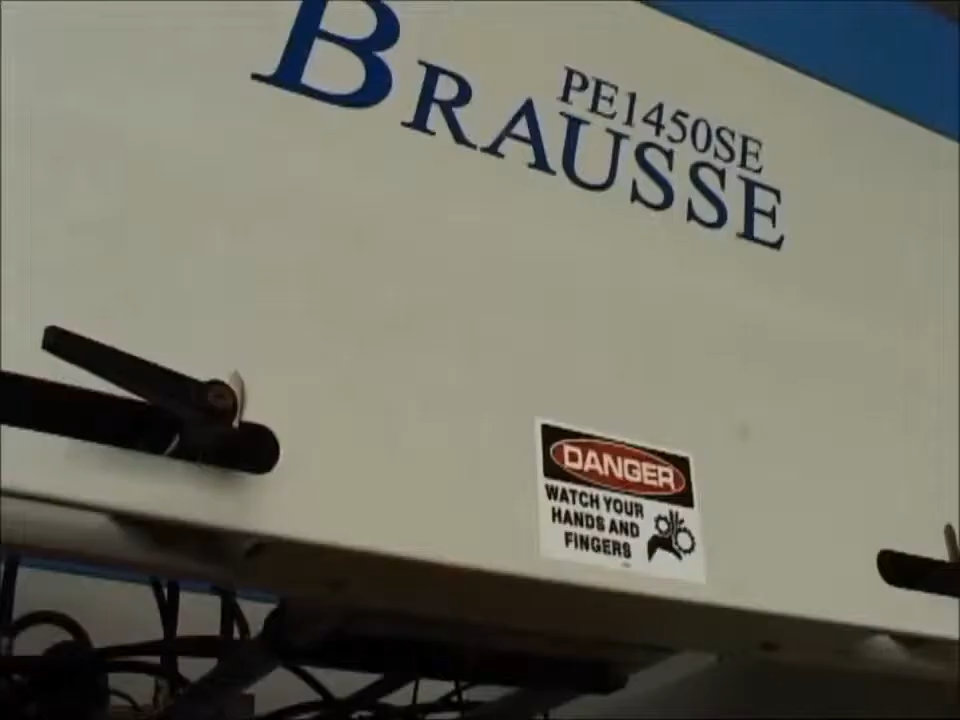 PE1450SE
BRAUSSE
DANGER
WATCH YOUR
HANDS AND
FINGERS